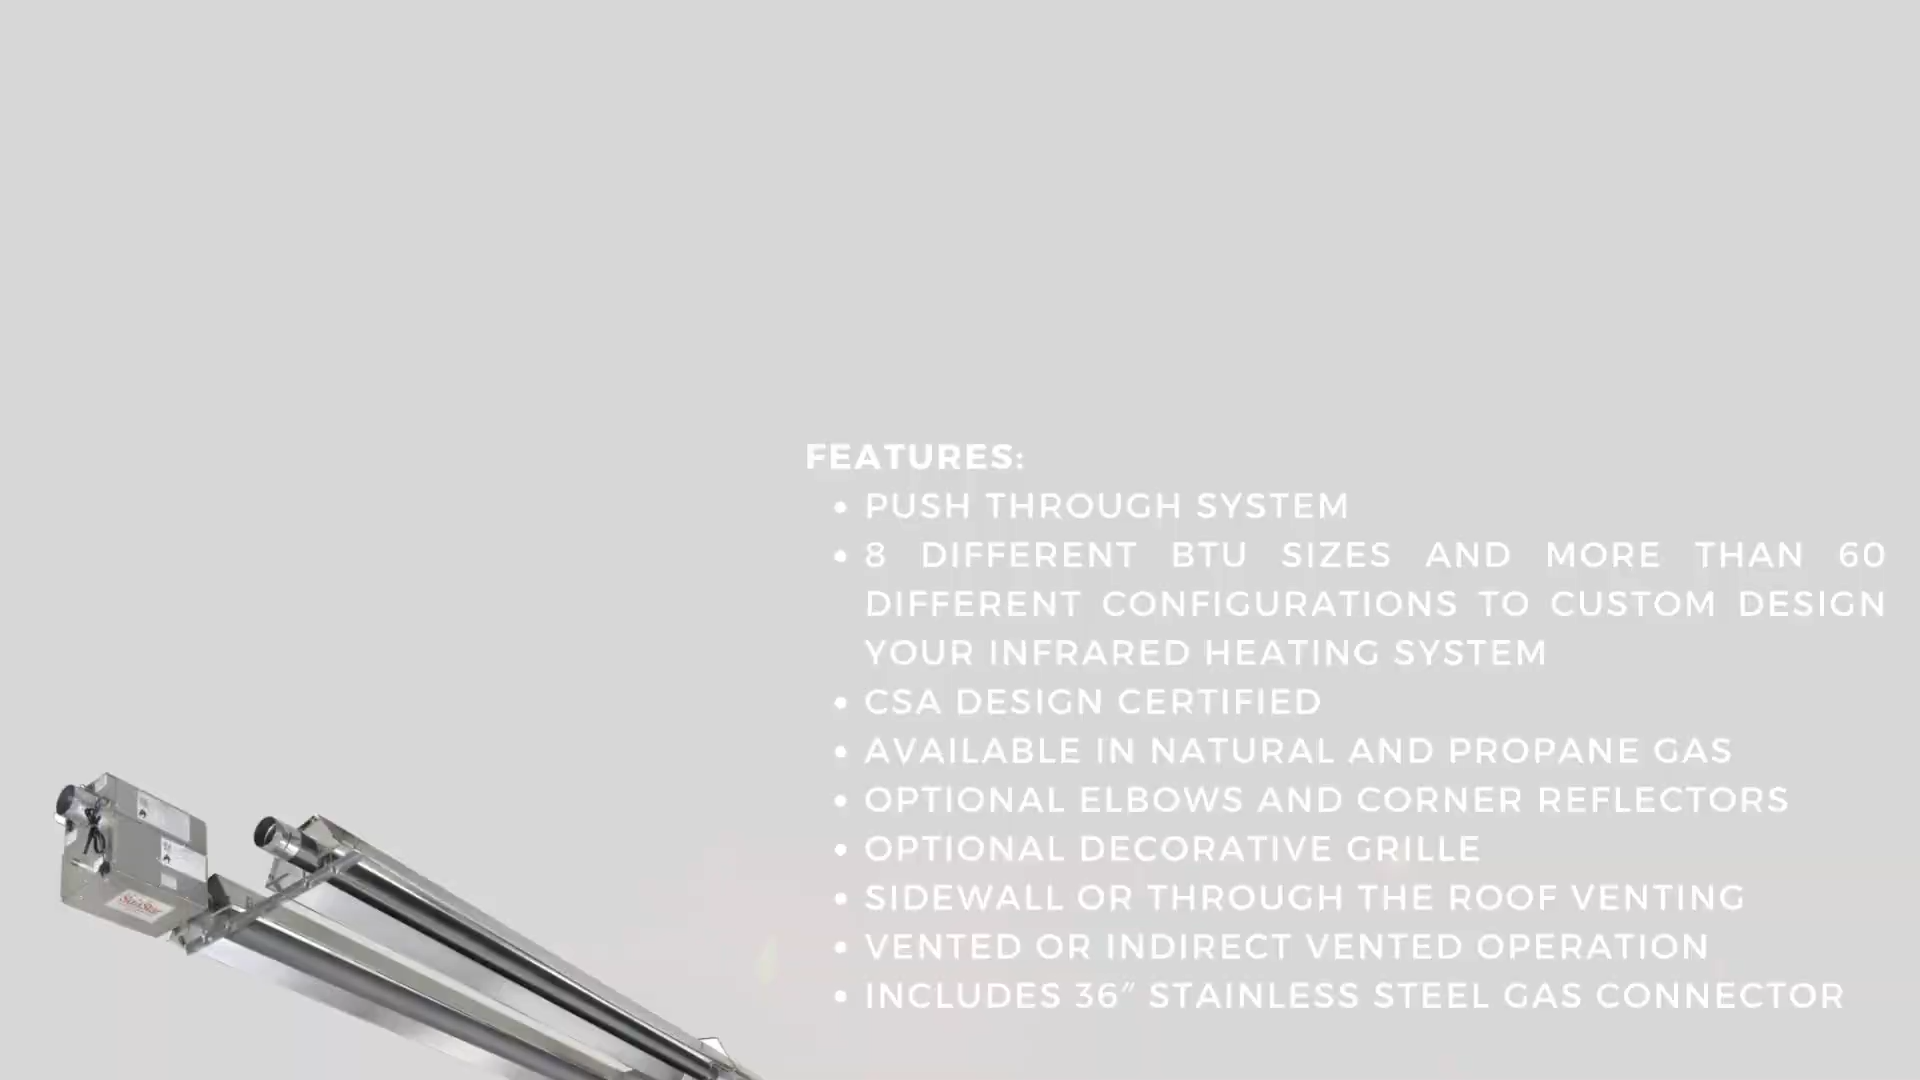 FEATURES:
• PUSH THROUGH SYSTEM
• 8 DIFFERENT BTU SIZES AND MORE THAN 60
DIFFERENT CONFIGURATIONS TO CUSTOM DESIGN
YOUR INFRARED HEATING SYSTEM
• CSA DESIGN CERTIFIED
• AVAILABLE IN NATURAL AND PROPANE GAS
• OPTIONAL ELBOWS AND CORNER REFLECTORS
• OPTIONAL DECORATIVE GRILLE
• SIDEWALL OR THROUGH THE ROOF VENTING
• VENTED OR INDIRECT VENTED OPERATION
• INCLUDES 36″ STAINLESS STEEL GAS CONNECTOR
SunStar